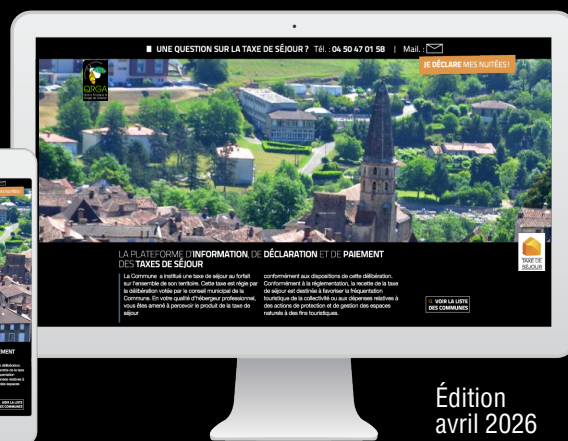 UNE QUESTION SUR LA TAXE DE SÉJOUR ? Tél. : 04 50 47 01 58 | Mail. :
JE DÉCLARE MES NUITÉES !
QRGA
LA PLATEFORME D'INFORMATION, DE DÉCLARATION ET DE PAIEMENT
DES TAXES DE SÉJOUR
La Commune a institué une taxe de séjour au forfait
sur l'ensemble de son territoire. Cette taxe est régie par
la délibération votée par le conseil municipal de la
Commune. En votre qualité d'hébergeur professionnel,
vous êtes amené à percevoir le produit de la taxe de
séjour
conformément aux dispositions de cette délibération.
Conformément à la réglementation, la recette de la taxe
de séjour est destinée à favoriser la fréquentation
touristique de la collectivité ou aux dépenses relatives à
des actions de protection et de gestion des espaces
naturels à des fins touristiques.
TAXE DE
SÉJOUR
VOIR LA LISTE
DES COMMUNES
VOIR LA LISTE
DES COMMUNES
Édition
avril 2026